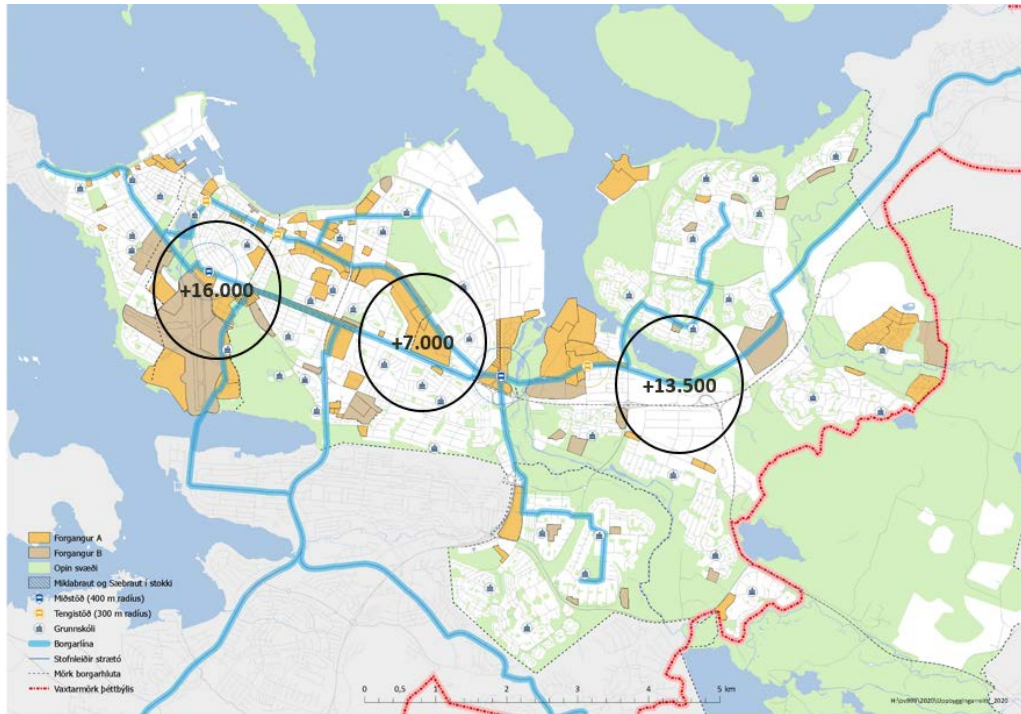 +16.000
+7.000
+13.500
Forgangur A
Forgangur B
Opin svæði
Miklabraut og Sæbraut í stokki
Miðstöð (400 m radíus)
Tengistöð (300 m radíus)
Grunnskóli
Borgarlína
Stofnleiðir strætó
Mörk borgarhluta
Vaxtarmörk þéttbýlis
0 0,5 1 2 3 4 5 km